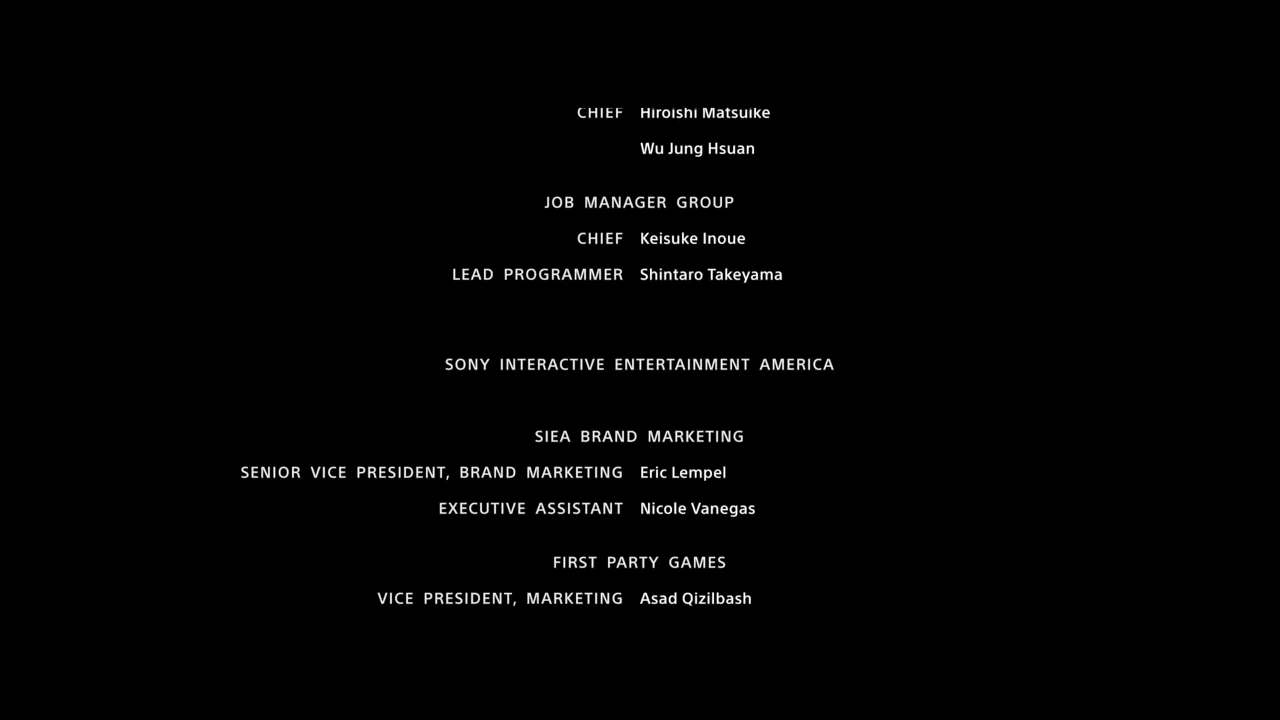 CHIEF Hiroishi Matsuike
Wu Jung Hsuan
JOB MANAGER GROUP
CHIEF Keisuke Inoue
LEAD PROGRAMMER Shintaro Takeyama
SONY INTERACTIVE ENTERTAINMENT AMERICA
SIEA BRAND MARKETING
SENIOR VICE PRESIDENT, BRAND MARKETING Eric Lempel
EXECUTIVE ASSISTANT Nicole Vanegas
FIRST PARTY GAMES
VICE PRESIDENT, MARKETING Asad Qizilbash